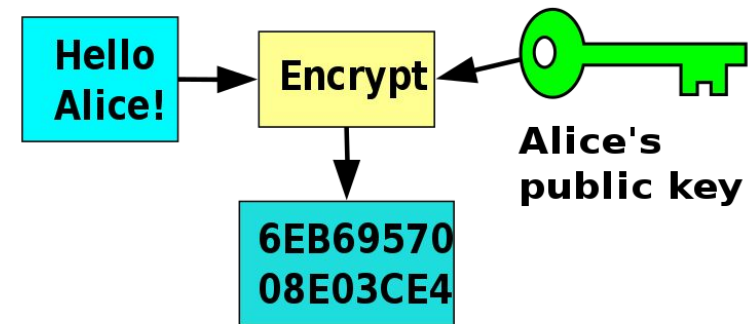 Hello
Alice!
Encrypt
Alice's
public key
6EB69570
08E03CE4